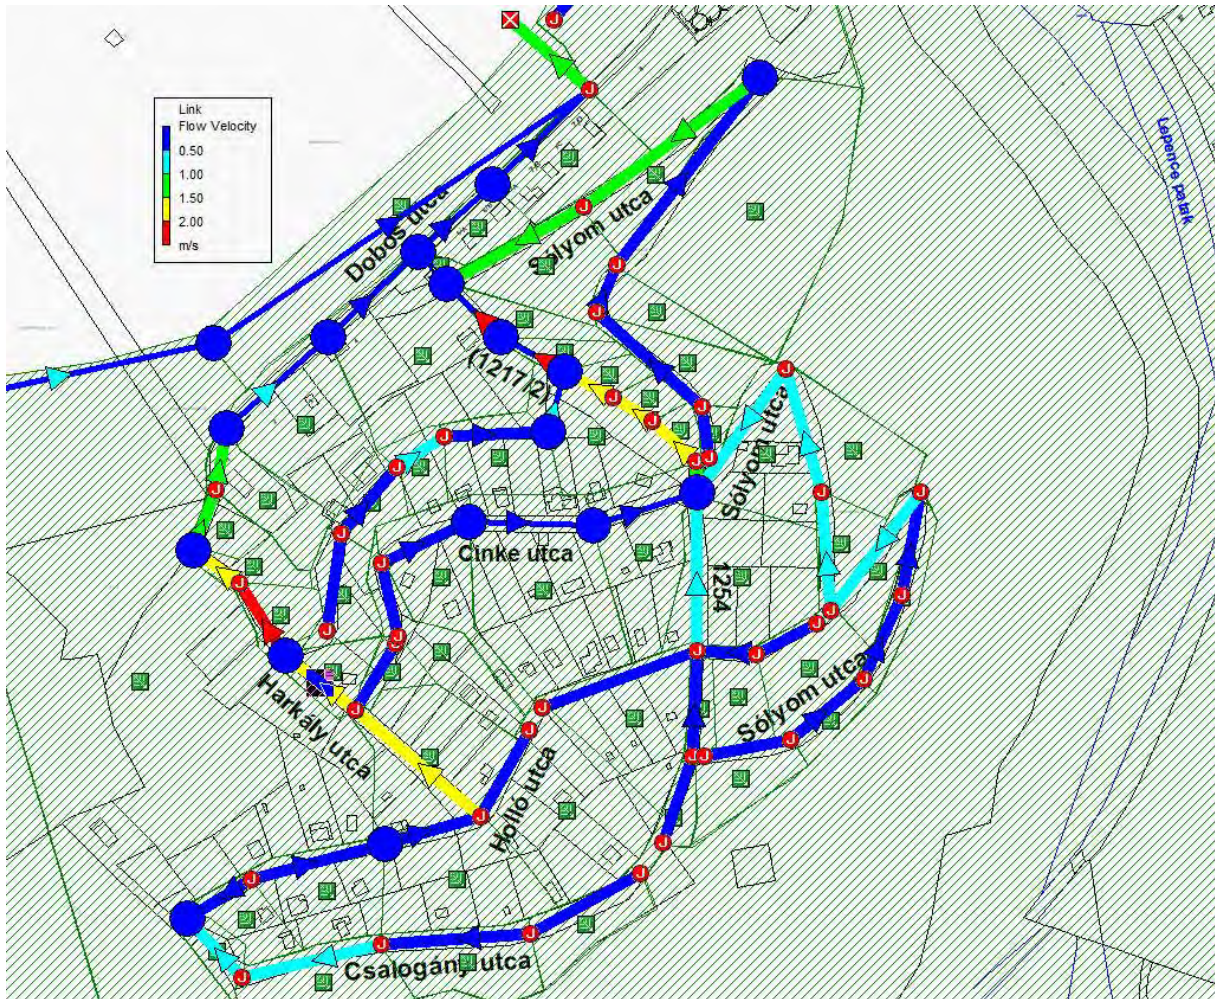 Link
Flow Velocity
0.50
1.00
1.50
2.00
m/s
Lepence patak
Dobos utca
Sólyom utca
(1217/2)
Sólyom utca
Cinke utca
1254
Harkály utca
Sólyom utca
Holló utca
Csalogány utca